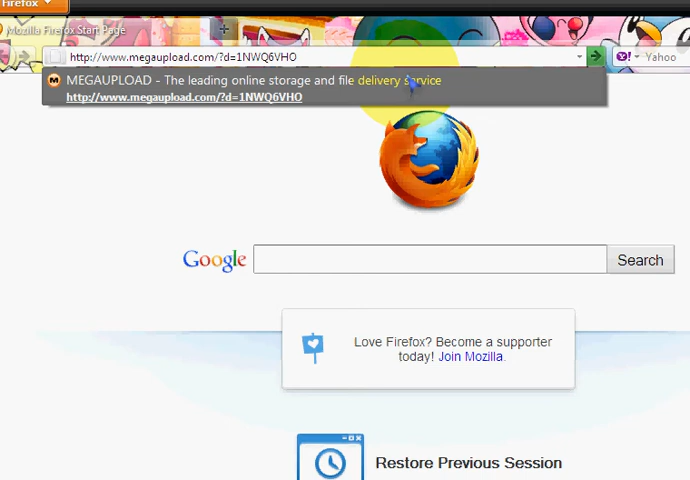 Firefox
Mozilla Firefox Start Page
http://www.megaupload.com/?d=1NWQ6VHO
Yahoo
MEGAUPLOAD - The leading online storage and file delivery service
http://www.megaupload.com/?d=1NWQ6VHO
Google
Search
Love Firefox? Become a supporter
today! Join Mozilla.
Restore Previous Session